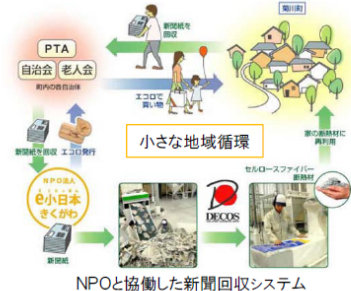 新聞紙を
回収
菊川町
PTA
自治会 老人会
町内の各自治体
エコロで
買い物
小さな地域循環
家の断熱材に
再利用
新聞紙を回収
エコロ発行
セルロースファイバー
断熱材
NPO法人
e小日本
きくがわ
DECOS
新聞紙
NPOと協働した新聞回収システム